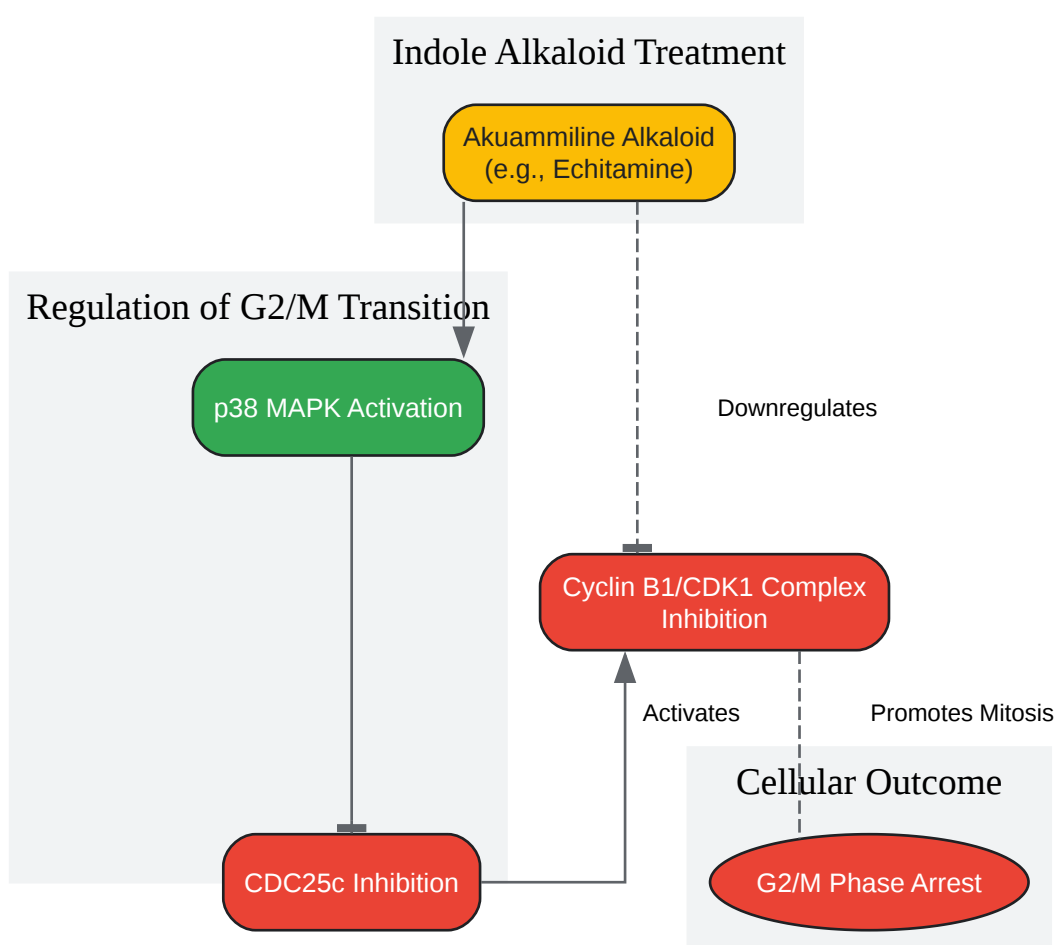 Indole Alkaloid Treatment
Akuammiline Alkaloid
(e.g., Echitamine)
Regulation of G2/M Transition
p38 MAPK Activation
Downregulates
Cyclin B1/CDK1 Complex
Inhibition
Activates
Promotes Mitosis
Cellular Outcome
CDC25c Inhibition
G2/M Phase Arrest